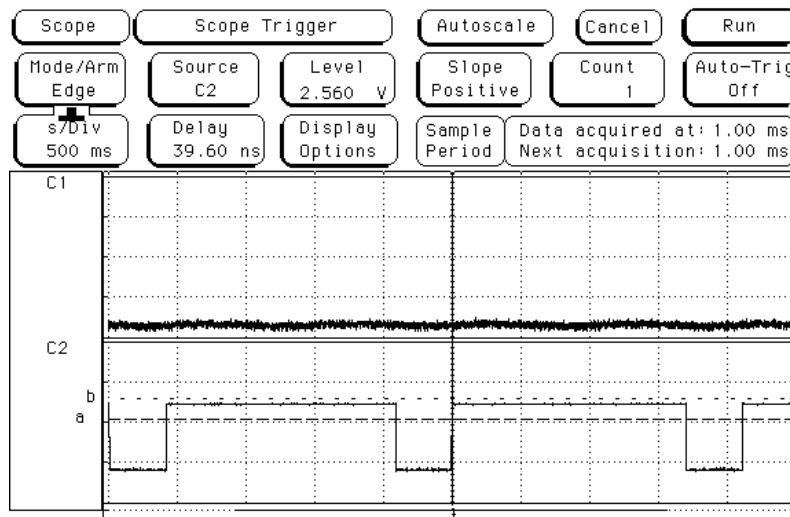 Scope Scope Trigger Autoscale Cancel Run
Mode/Arm Source Level Slope Count Auto-Trig
Edge C2 2.560 V Positive 1 Off
s/Div Delay Display Sample Data acquired at: 1.00 ms
500 ms 39.60 ns Options Period Next acquisition: 1.00 ms
C1
C2
b
a